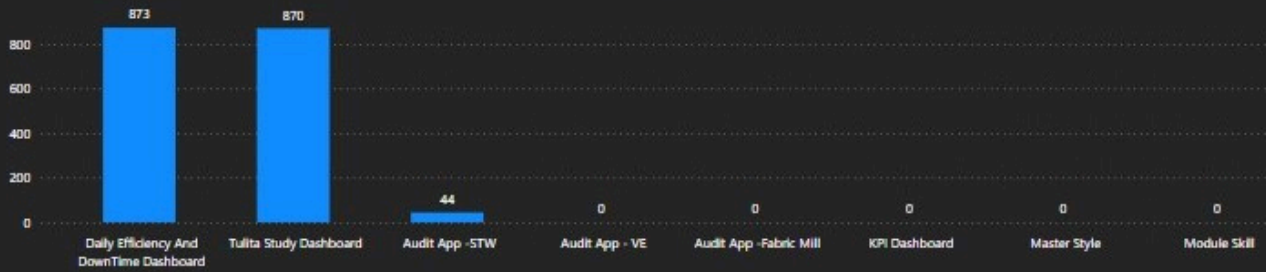 873 870
800
600
400
200
44 0 0 0 0 0
0
Daily Efficiency And Tulita Study Dashboard Audit App -STW Audit App - VE Audit App -Fabric Mill KPI Dashboard Master Style Module Skill
DownTime Dashboard